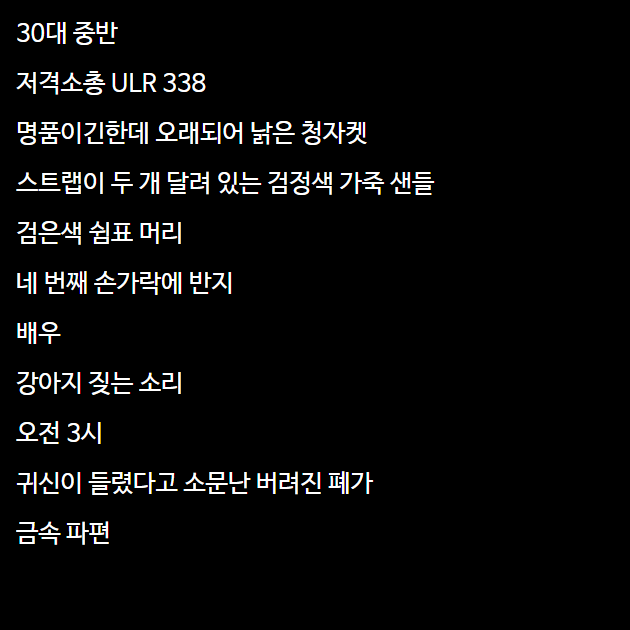 30대 중반
저격소총 ULR 338
명품이긴한데 오래되어 낡은 청자켓
스트랩이 두 개 달려 있는 검정색 가죽 샌들
검은색 쉼표 머리
네 번째 손가락에 반지
배우
강아지 짖는 소리
오전 3시
귀신이 들렸다고 소문난 버려진 폐가
금속 파편